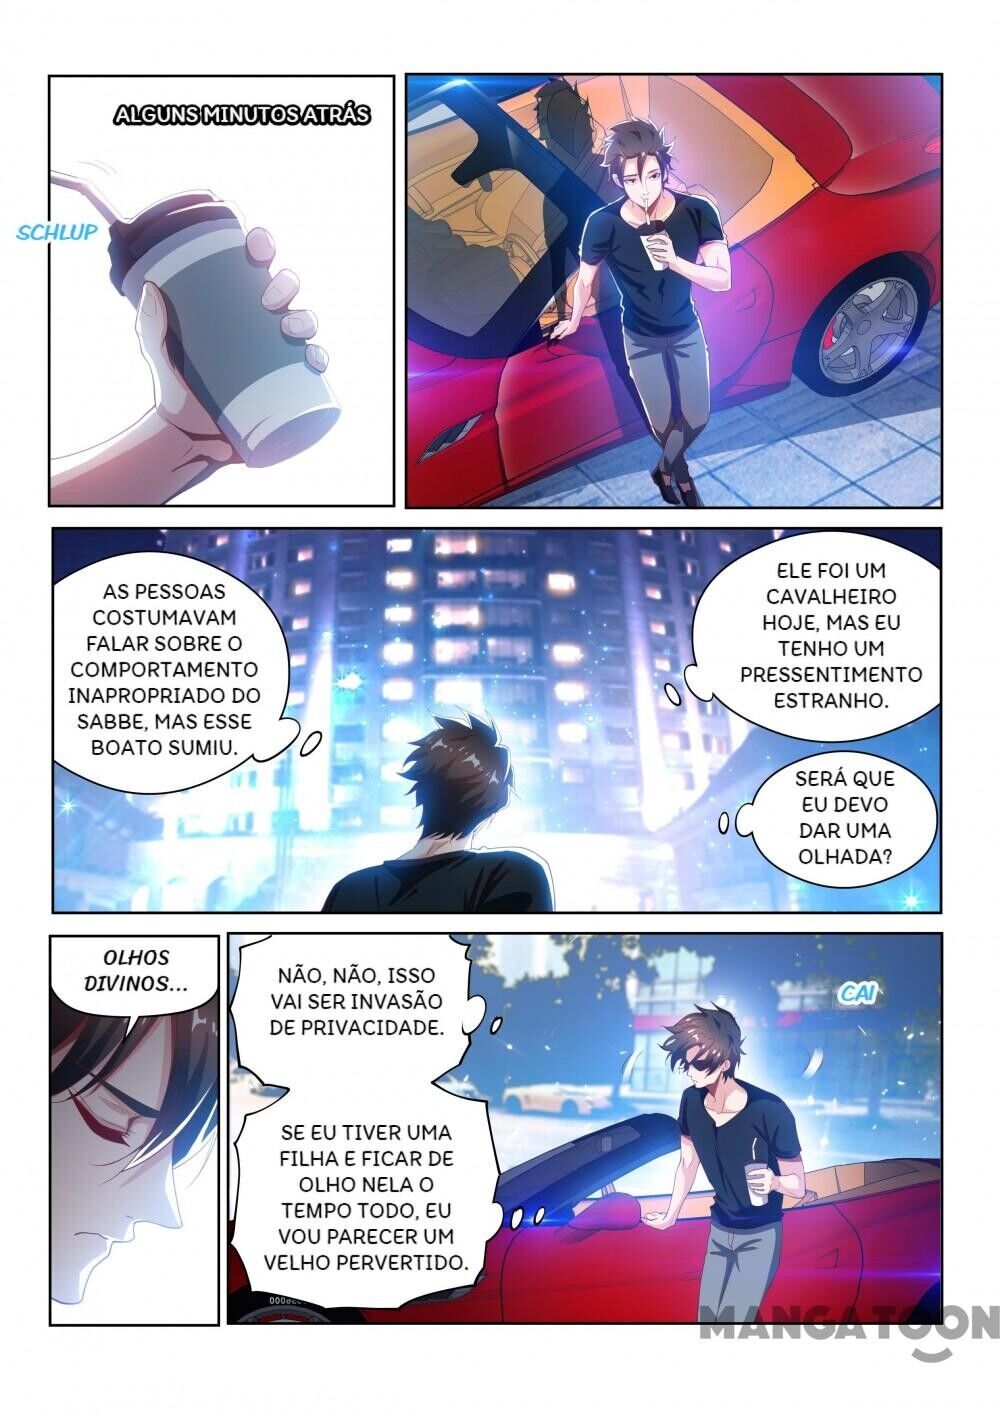 ALGUNS MINUTOS ATRÁS
SCHLUP
AS PESSOAS
COSTUMAVAM
FALAR SOBRE O
COMPORTAMENTO
INAPROPRIADO DO
SABBE, MAS ESSE
BOATO SUMIU.
ELE FOI UM
CAVALHEIRO
HOJE, MAS EU
TENHO UM
PRESSENTIMENTO
ESTRANHO.
SERÁ QUE
EU DEVO
DAR UMA
OLHADA?
OLHOS
DIVINOS...
NÃO, NÃO, ISSO
VAI SER INVASÃO
DE PRIVACIDADE.
CAI
SE EU TIVER UMA
FILHA E FICAR DE
OLHO NELA O
TEMPO TODO, EU
VOU PARECER UM
VELHO PERVERTIDO.
MANGATOON